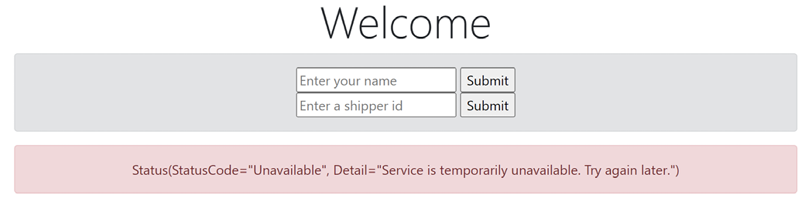 Welcome
Enter your name Submit
Enter a shipper id Submit
Status(StatusCode="Unavailable", Detail="Service is temporarily unavailable. Try again later.")